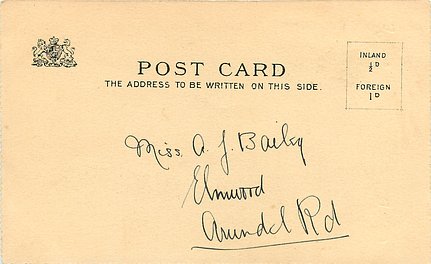 POST CARD
THE ADDRESS TO BE WRITTEN ON THIS SIDE.
INLAND
½D
FOREIGN
1D
Miss. A. J. Bailey
Elmwood
Arundel Rd